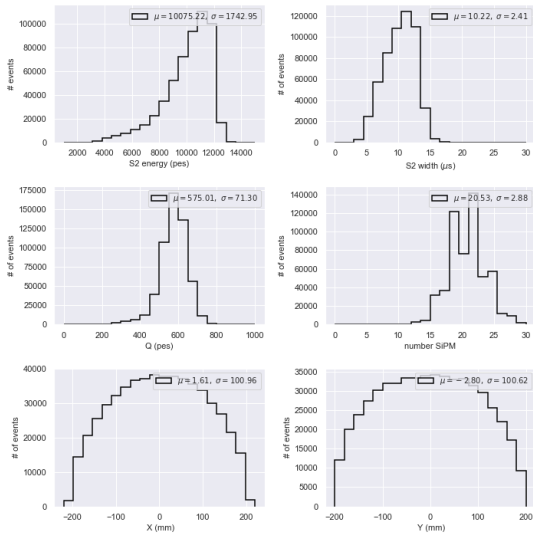 μ = 10075.22, σ = 1742.95
# of events
100000
80000
60000
40000
20000
0
2000 4000 6000 8000 10000 12000 14000
S2 energy (pes)
μ = 10.22, σ = 2.41
# of events
120000
100000
80000
60000
40000
20000
0
0 5 10 15 20 25 30
S2 width (μs)
μ = 575.01, σ = 71.30
# of events
175000
150000
125000
100000
75000
50000
25000
0
0 200 400 600 800 1000
Q (pes)
μ = 20.53, σ = 2.88
# of events
140000
120000
100000
80000
60000
40000
20000
0
0 5 10 15 20 25 30
number SiPM
μ = 1.61, σ = 100.96
# of events
40000
30000
20000
10000
0
−200 −100 0 100 200
X (mm)
μ = − 2.80, σ = 100.62
# of events
35000
30000
25000
20000
15000
10000
5000
0
−200 −100 0 100 200
Y (mm)